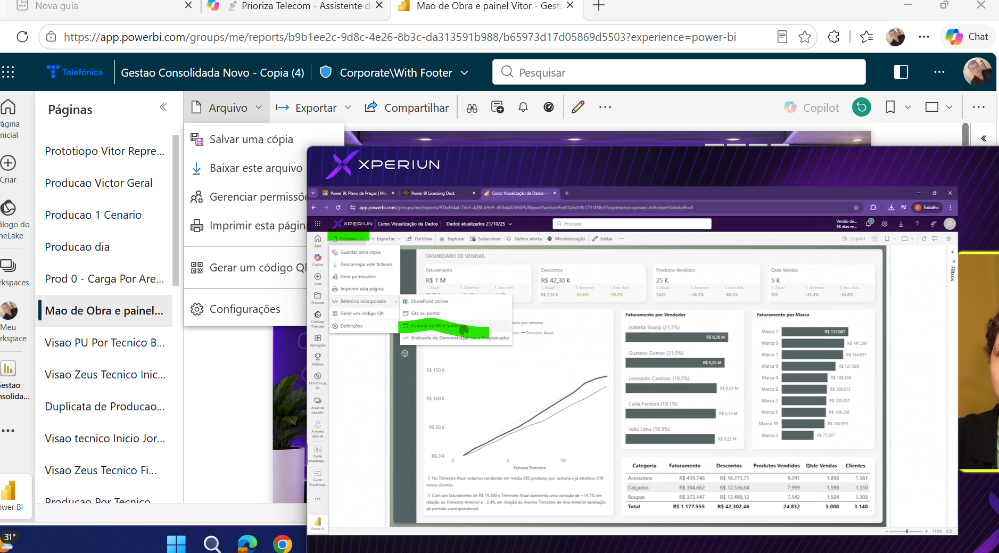 Nova guia
Prioriza Telecom - Assistente d
Mao de Obra e painel Vitor - Gesta
https://app.powerbi.com/groups/me/reports/b9b1ee2c-9d8c-4e26-8b3c-da313591b988/b65973d17d05869d5503?experience=power-bi
Chat
Telefónica
Gestao Consolidada Novo - Copia (4)
Corporate\With Footer
Pesquisar
Páginas
Arquivo
Exportar
Compartilhar
Copilot
ágina
nicial
Criar
álogo do
neLake
rkspaces
Meu
rkspace
estao
nsolida...
ower BI
Prototiopo Vitor Repre...
Producao Victor Geral
Producao 1 Cenario
Producao dia
Prod 0 - Carga Por Are...
Mao de Obra e painel...
Visao PU Por Tecnico B...
Visao Zeus Tecnico Inic...
Duplicata de Producao...
Visao tecnico Inicio Jor...
Visao Zeus Tecnico Fi...
Producao Por Tecnico
Salvar uma cópia
Baixar este arquivo
Gerenciar permissõe
Imprimir esta página
Gerar um código QR
Configurações
XPERIUN
Power BI: Plano de Preços | Mi
Power BI Licensing Deck
Curso Visualização de Dados -
app.powerbi.com/groups/me/reports/97bd54af-7dc5-428f-b9c9-d53da02650f5/ReportSection9ce01a6d1fb1731f58c5?experience=power-bi&clientSideAuth=0
Trabalho
XPERIUN
Curso Visualização de Dados
Dados atualizados 21/10/25
Procurar
Versão de...
58 dias re...
Ficheiro
Exportar
Partilhar
Explorar
Subscrever
Definir alerta
Monitorização
Editar
Copilot
Base
Copilot
Criar
Procurar
Catálogo
OneLake
Aplicações
Métrica
Monitorizaç
ão
Áreas de
trabalho
A minha
área de ...
Curso
Visualizaç...
Curso
Visualizaçã...
Power BI
Guardar uma cópia
Descarregar este ficheiro
Gerir permissões
Imprimir esta página
Relatório incorporado
Gerar um código QR
Definições
SharePoint online
Site ou portal
Publicar na Web (público)
Ambiente de Demonstração para Programador
DASHBOARD DE VENDAS
Faturamento
R$ 1 M
T. Atual T. Anterior T. Ano Ant.
Descontos
R$ 42,30 K
T. Atual T. Anterior T. Ano Ant.
R$ 2,54 K -65,6% -50,2%
Produtos Vendidos
25 K
T. Atual T. Anterior T. Ano Ant.
1.622 -38,1% -48,1%
Qtde Vendas
5 K
T. Atual T. Anterior T. Ano Ant.
333 -41,4% -44,8%
Filtros
lado por semana
rior Trimestre Atual
R$ 150 K
R$ 100 K
R$ 50 K
R$ 0 K
0 5 10
Semana Trimestre
No Trimestre Atual estamos vendendo em média 203 produtos por semana e já atraímos 210
novos clientes.
Com um faturamento de R$ 79.300 o Trimestre Atual apresenta uma variação de +14,7% em
relação ao Trimestre Anterior e -2,4% em relação ao mesmo Trimestre do Ano Anterior (avaliação
de período correspondente).
Faturamento por Vendedor
Isabella Sousa (21,7%)
R$ 0,26 M
Gustavo Gomes (21,0%)
R$ 0,25 M
Leonardo Cardoso (19,3%)
R$ 0,23 M
Carla Ferreira (19,1%)
R$ 0,23 M
Julio Lima (18,9%)
R$ 0,22 M
Faturamento por Marca
Marca 7 R$ 157.087
Marca 8 R$ 147.297
Marca 1 R$ 144.937
Marca 9 R$ 127.093
Marca 4 R$ 108.306
Marca 6 R$ 106.813
Marca 2 R$ 105.202
Marca 5 R$ 104.258
Marca 10 R$ 100.975
Marca 3 R$ 75.587
Categoria Faturamento Descontos Produtos Vendidos Qtde Vendas Clientes
Acessórios R$ 439.746 R$ 16.275,71 9.291 1.898 1.561
Calçados R$ 364.662 R$ 12.536,64 7.999 1.598 1.350
Roupas R$ 373.147 R$ 13.490,12 7.542 1.504 1.303
Total R$ 1.177.555 R$ 42.302,46 24.832 5.000 3.140
116%
31°